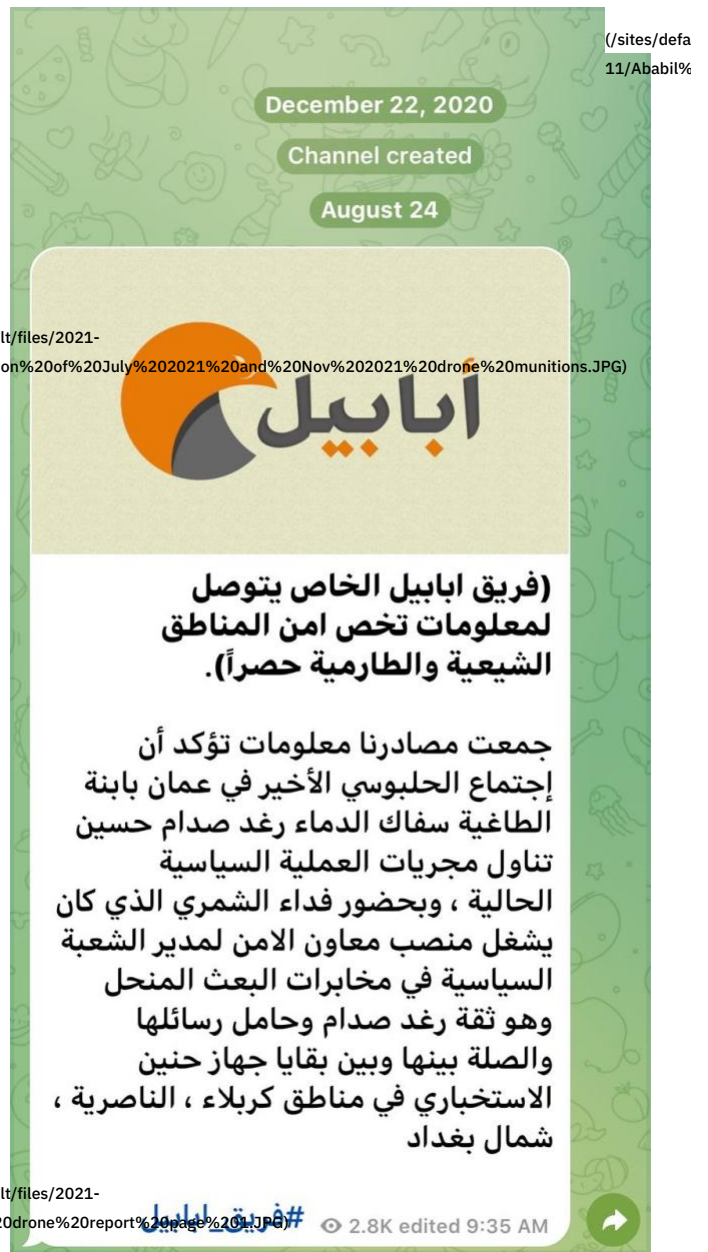 (/sites/defa
11/Ababil%
December 22, 2020
Channel created
August 24
lt/files/2021-
on%20of%20July%202021%20and%20Nov%202021%20drone%20munitions.JPG)
أبابيل
(فريق ابابيل الخاص يتوصل
لمعلومات تخص امن المناطق
الشيعية والطارمية حصراً).
جمعت مصادرنا معلومات تؤكد أن
إجتماع الحلبوسي الأخير في عمان بابنة
الطاغية سفاك الدماء رغد صدام حسين
تناول مجريات العملية السياسية
الحالية ، وبحضور فداء الشمري الذي كان
يشغل منصب معاون الامن لمدير الشعبة
السياسية في مخابرات البعث المنحل
وهو ثقة رغد صدام وحامل رسائلها
والصلة بينها وبين بقايا جهاز حنين
الاستخباري في مناطق كربلاء ، الناصرية ،
شمال بغداد
lt/files/2021-
20drone%20report%20page%201.JPG)
#فريق_ابابيل
2.8K edited 9:35 AM